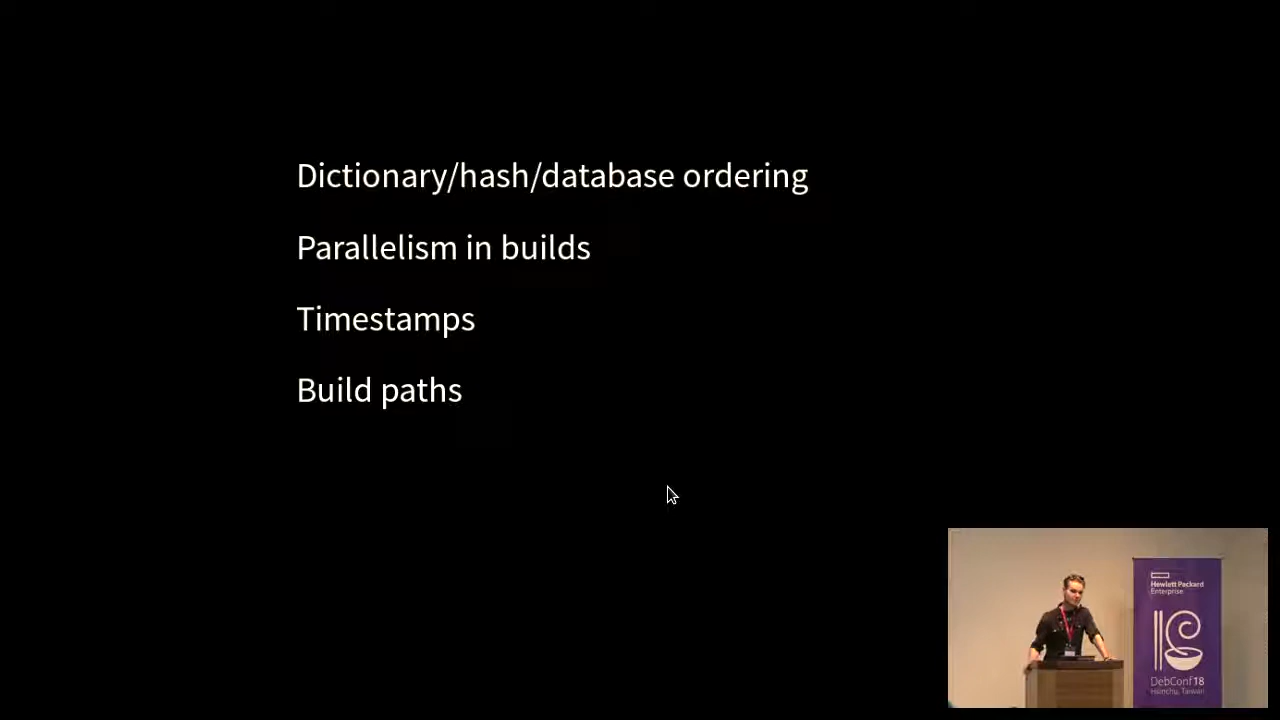 Dictionary/hash/database ordering
Parallelism in builds
Timestamps
Build paths
Hewlett Packard
Enterprise
DebConf18
Hsinchu, Taiwan